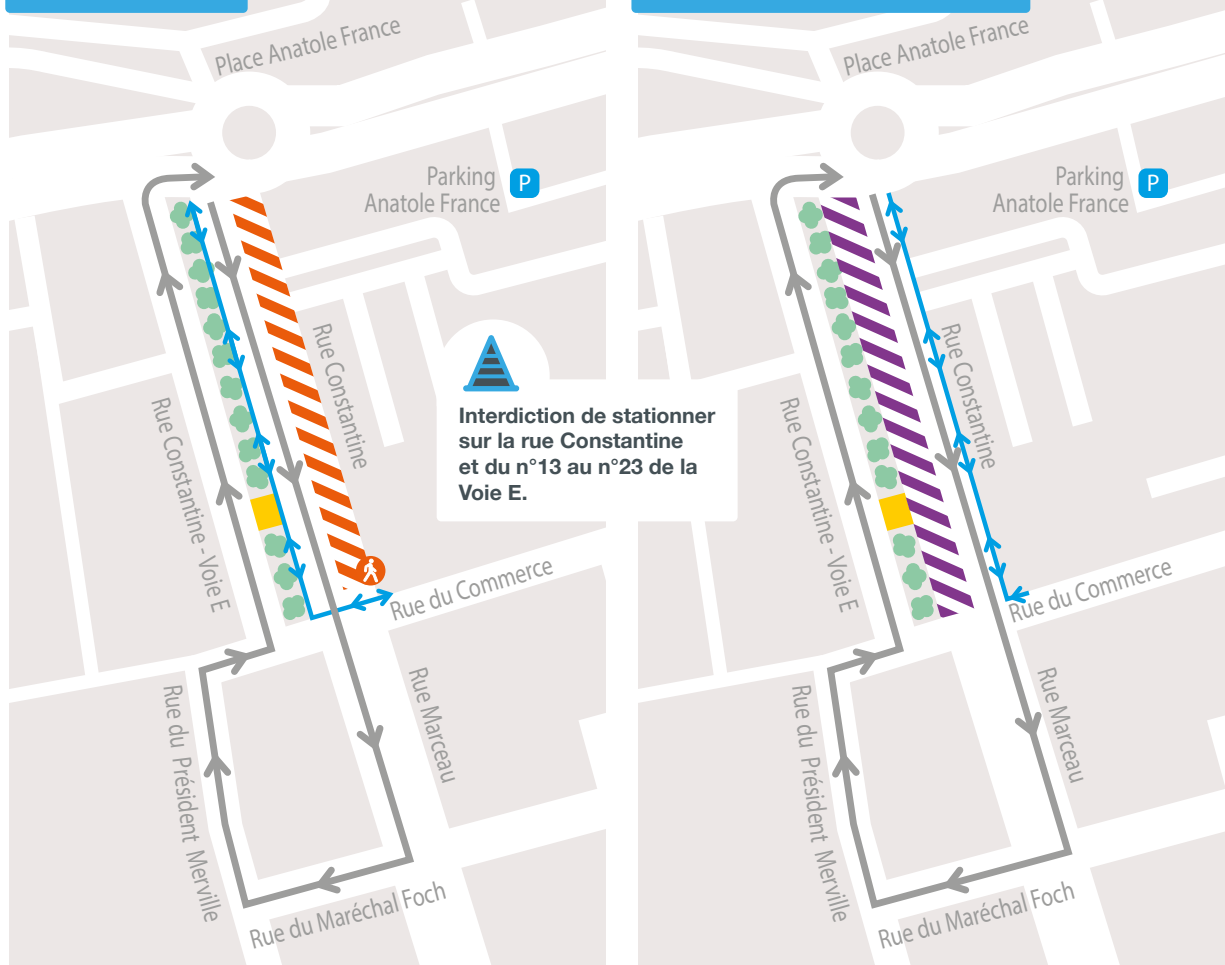 Place Anatole France
Parking
Anatole France
P
Rue Constantine
Rue Constantine - Voie E
Rue du Commerce
Rue Marceau
Rue du Président Merville
Rue du Maréchal Foch
Interdiction de stationner
sur la rue Constantine
et du n°13 au n°23 de la
Voie E.
Place Anatole France
Parking
Anatole France
P
Rue Constantine
Rue Constantine - Voie E
Rue du Commerce
Rue Marceau
Rue du Président Merville
Rue du Maréchal Foch